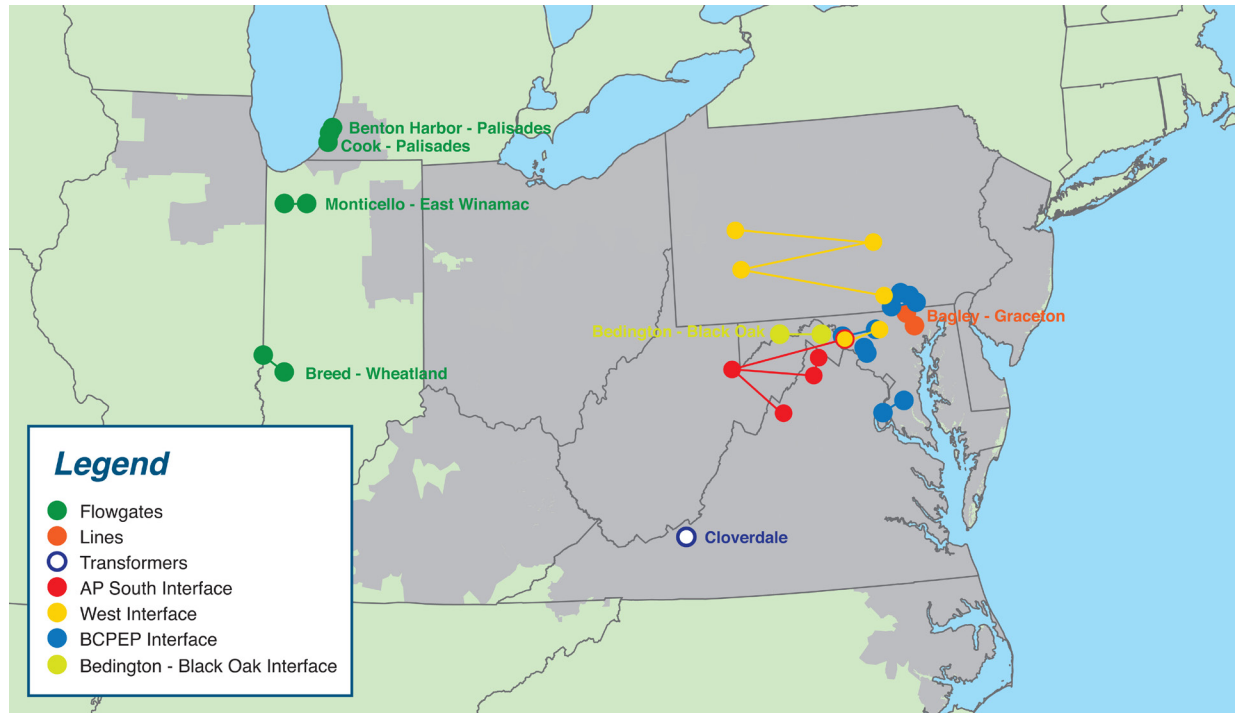 Benton Harbor - Palisades
Cook - Palisades
Monticello - East Winamac
Bagley - Graceton
Bedington - Black Oak
Breed - Wheatland
Cloverdale
Legend
Flowgates
Lines
Transformers
AP South Interface
West Interface
BCPEP Interface
Bedington - Black Oak Interface